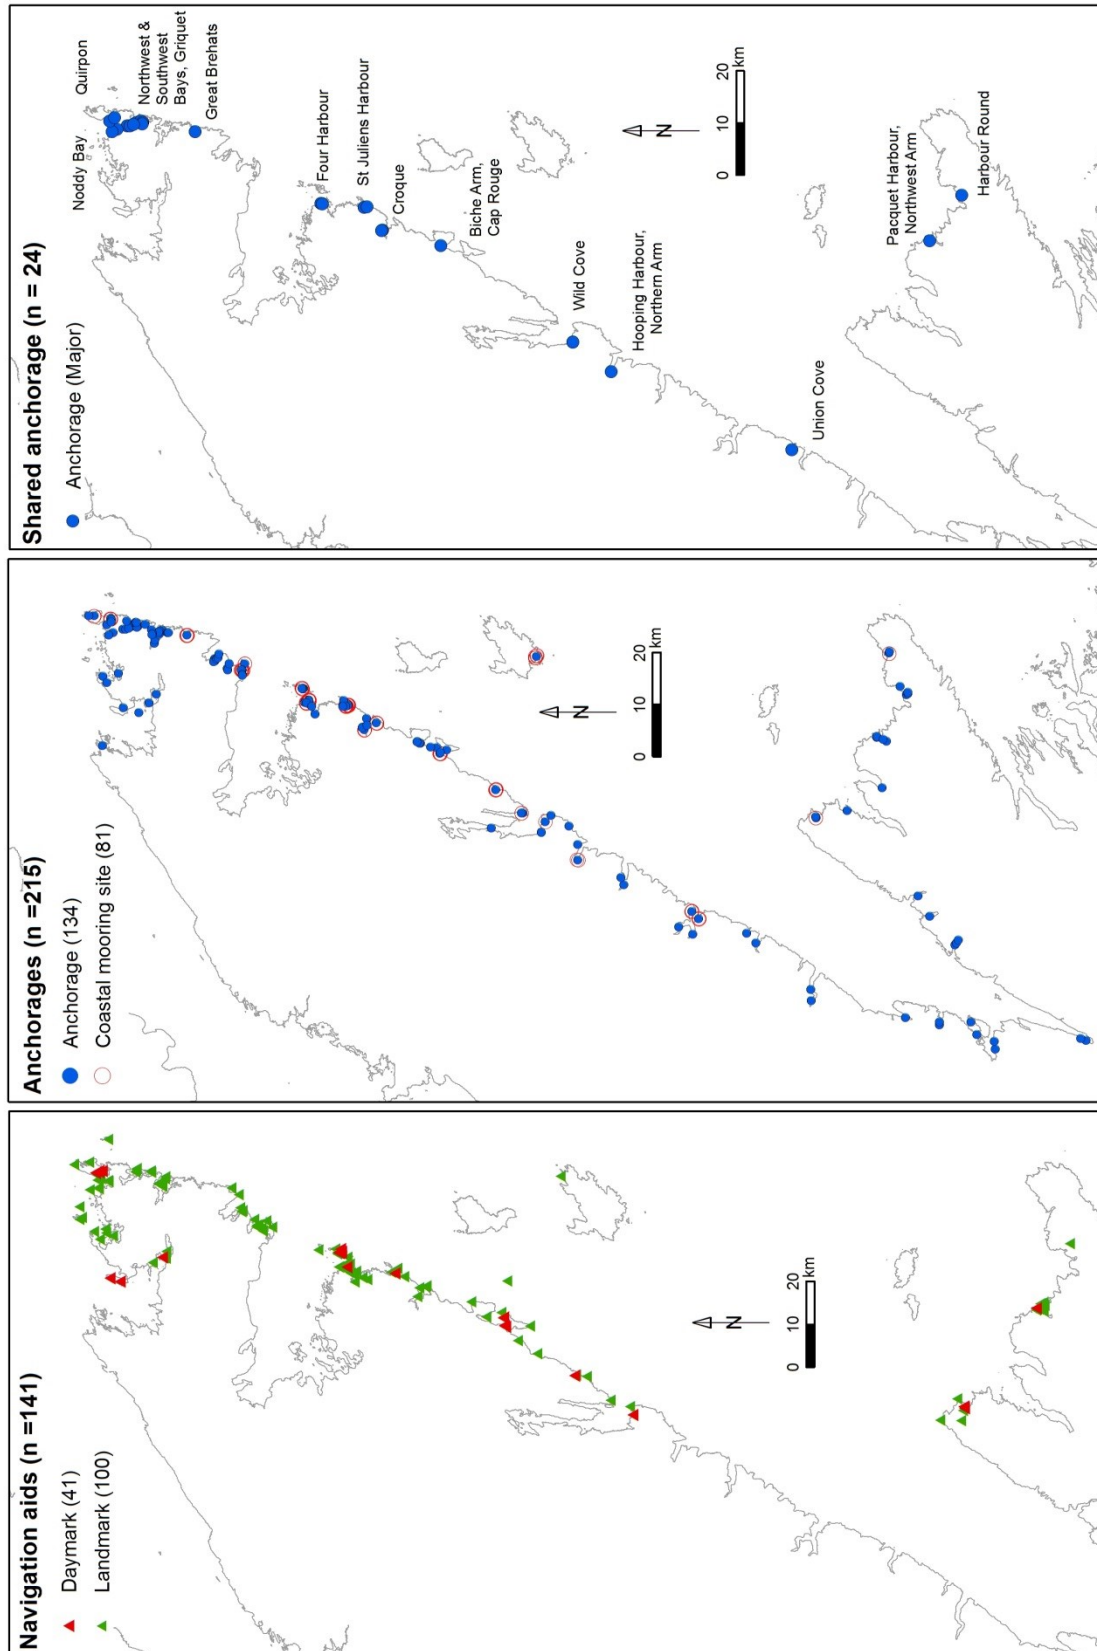 Navigation aids (n =141)
Daymark (41)
Landmark (100)
N
0 10 20
km
Anchorages (n =215)
Anchorage (134)
Coastal mooring site (81)
N
0 10 20
km
Shared anchorage (n = 24)
Anchorage (Major)
Noddy Bay
Quirpon
Northwest &
Southwest
Bays, Griquet
Great Brehats
Four Harbour
St Juliens Harbour
Croque
Biche Arm,
Cap Rouge
Wild Cove
Hooping Harbour,
Northern Arm
Union Cove
Pacquet Harbour,
Northwest Arm
Harbour Round
N
0 10 20
km